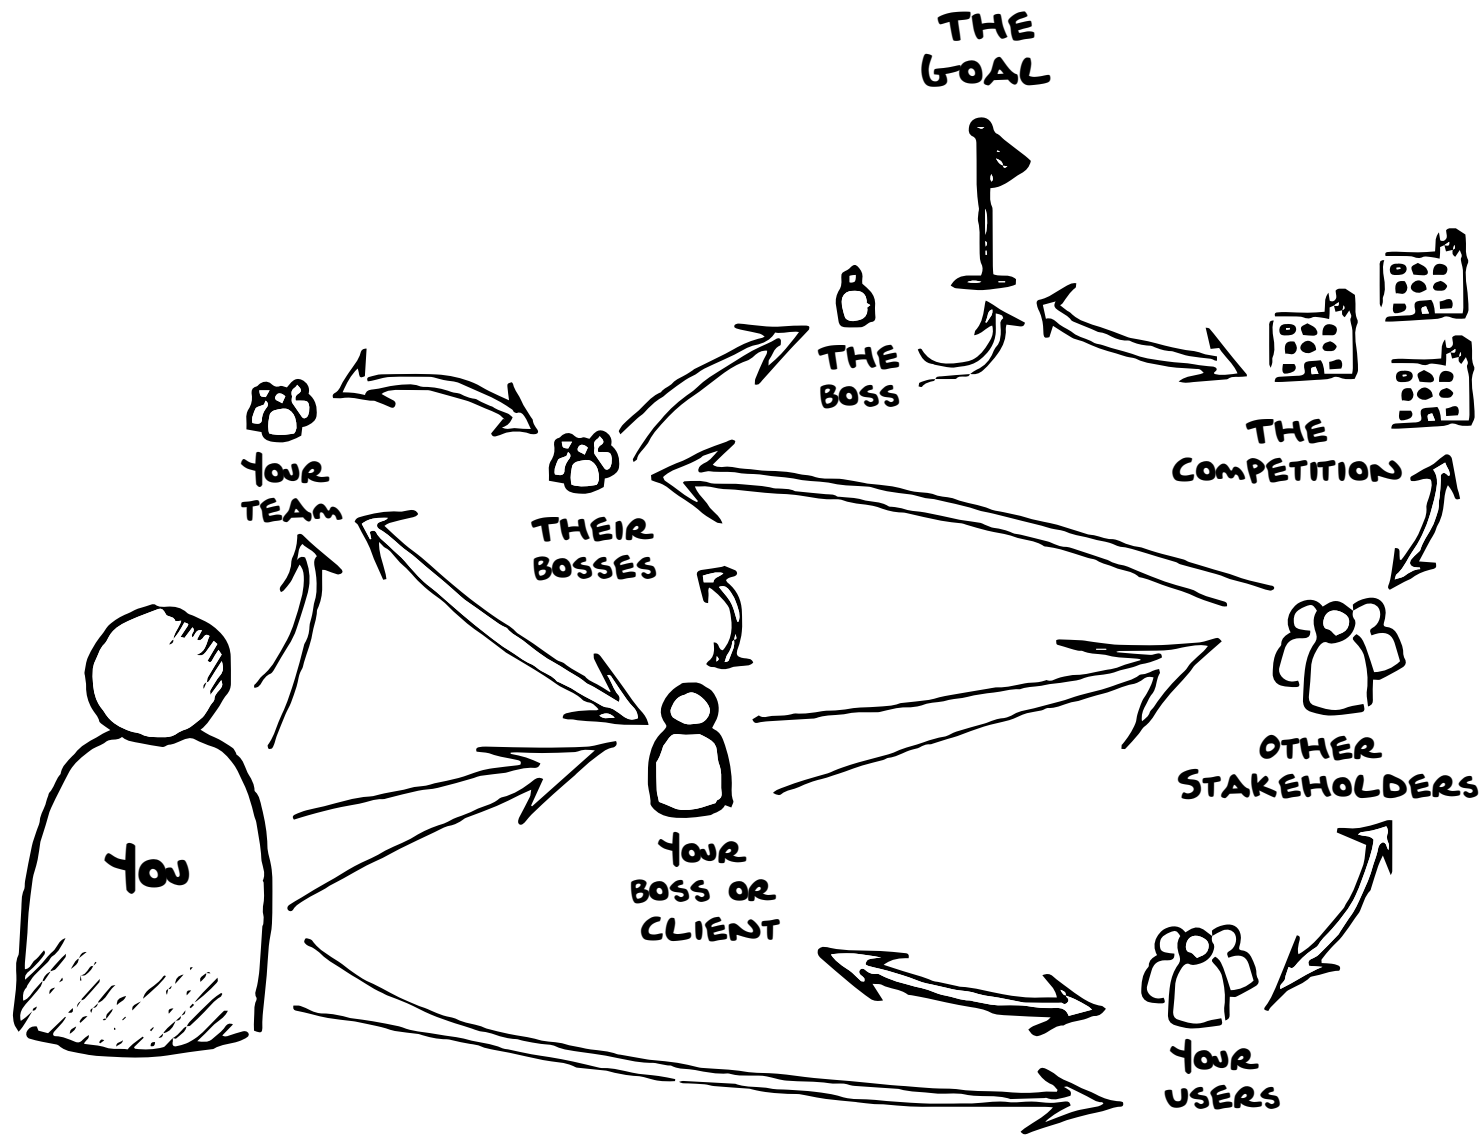 THE
GOAL
THE
BOSS
THE
COMPETITION
YOUR
TEAM
THEIR
BOSSES
OTHER
STAKEHOLDERS
YOU
YOUR
BOSS OR
CLIENT
YOUR
USERS